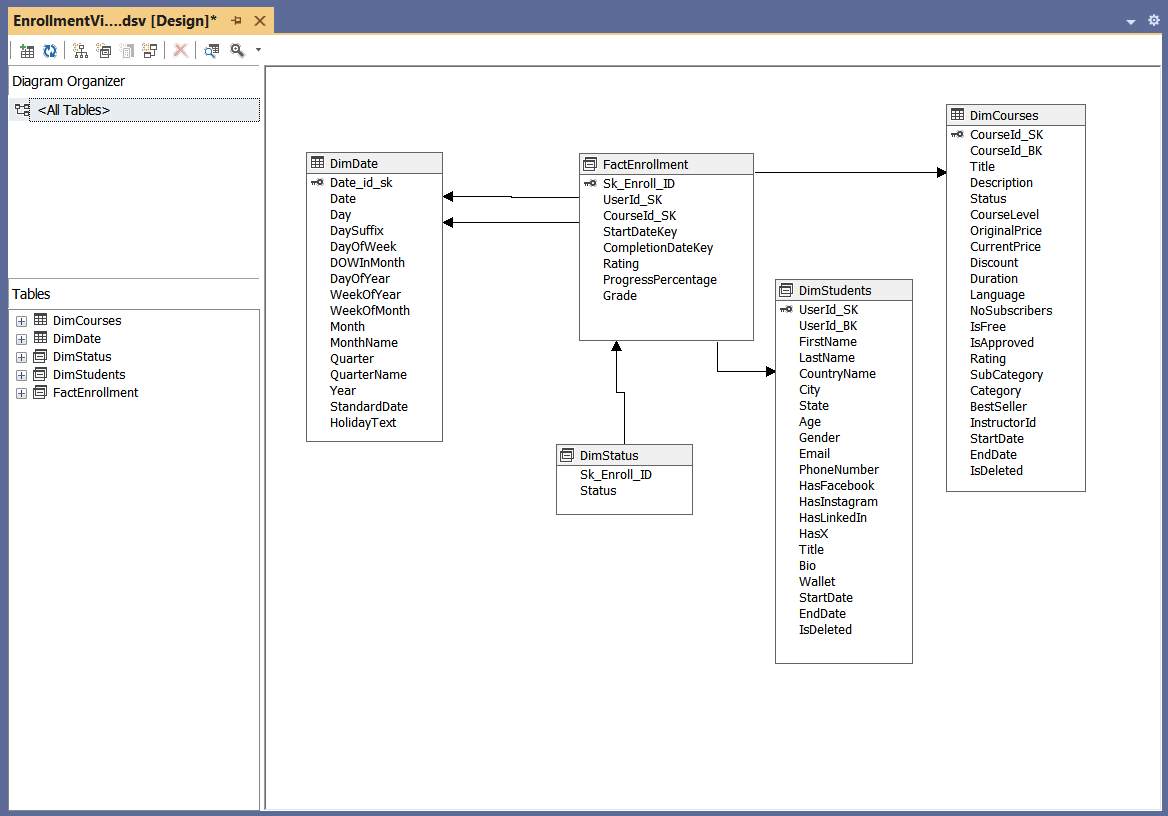 EnrollmentVi....dsv [Design]*
Diagram Organizer
<All Tables>
Tables
DimCourses
DimDate
DimStatus
DimStudents
FactEnrollment
DimDate
Date_id_sk
Date
Day
DaySuffix
DayOfWeek
DOWInMonth
DayOfYear
WeekOfYear
WeekOfMonth
Month
MonthName
Quarter
QuarterName
Year
StandardDate
HolidayText
FactEnrollment
Sk_Enroll_ID
UserId_SK
CourseId_SK
StartDateKey
CompletionDateKey
Rating
ProgressPercentage
Grade
DimStatus
Sk_Enroll_ID
Status
DimStudents
UserId_SK
UserId_BK
FirstName
LastName
CountryName
City
State
Age
Gender
Email
PhoneNumber
HasFacebook
HasInstagram
HasLinkedIn
HasX
Title
Bio
Wallet
StartDate
EndDate
IsDeleted
DimCourses
CourseId_SK
CourseId_BK
Title
Description
Status
CourseLevel
OriginalPrice
CurrentPrice
Discount
Duration
Language
NoSubscribers
IsFree
IsApproved
Rating
SubCategory
Category
BestSeller
InstructorId
StartDate
EndDate
IsDeleted